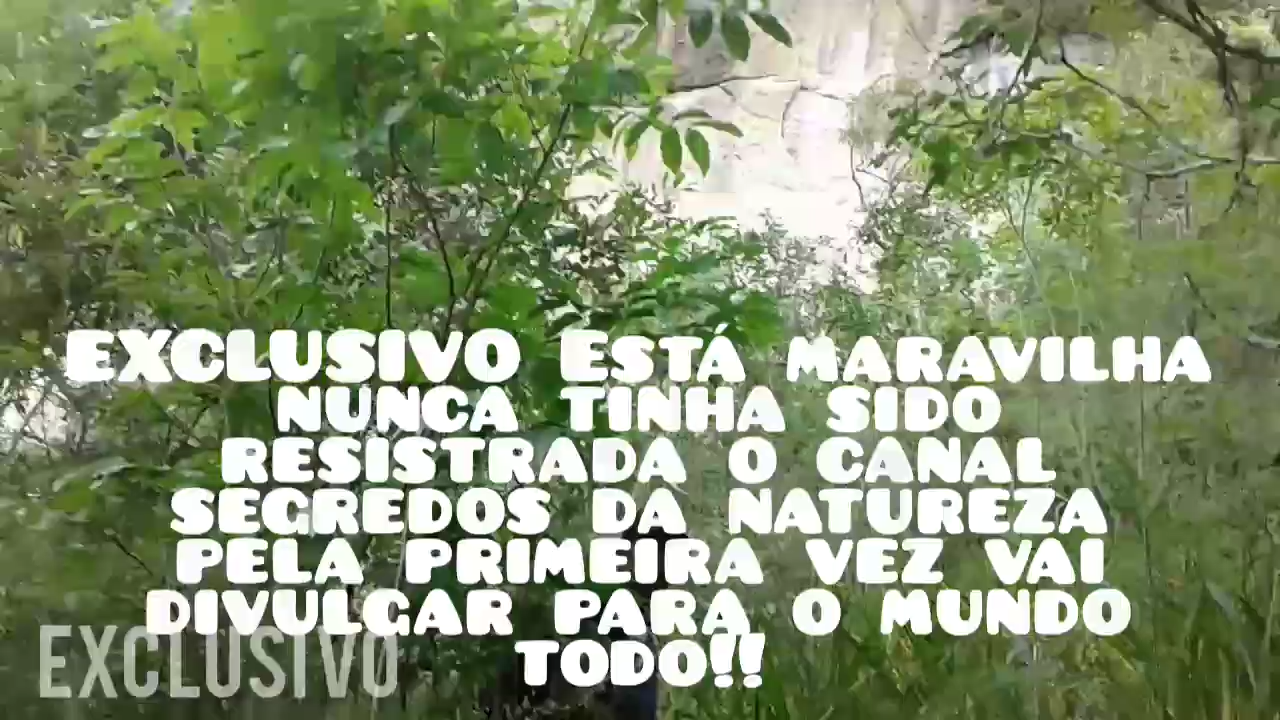 EXCLUSIVO ESTÁ MARAVILHA
NUNCA TINHA SIDO
RESISTRADA O CANAL
SEGREDOS DA NATUREZA
PELA PRIMEIRA VEZ VAI
DIVULGAR PARA O MUNDO
TODO!!
EXCLUSIVO